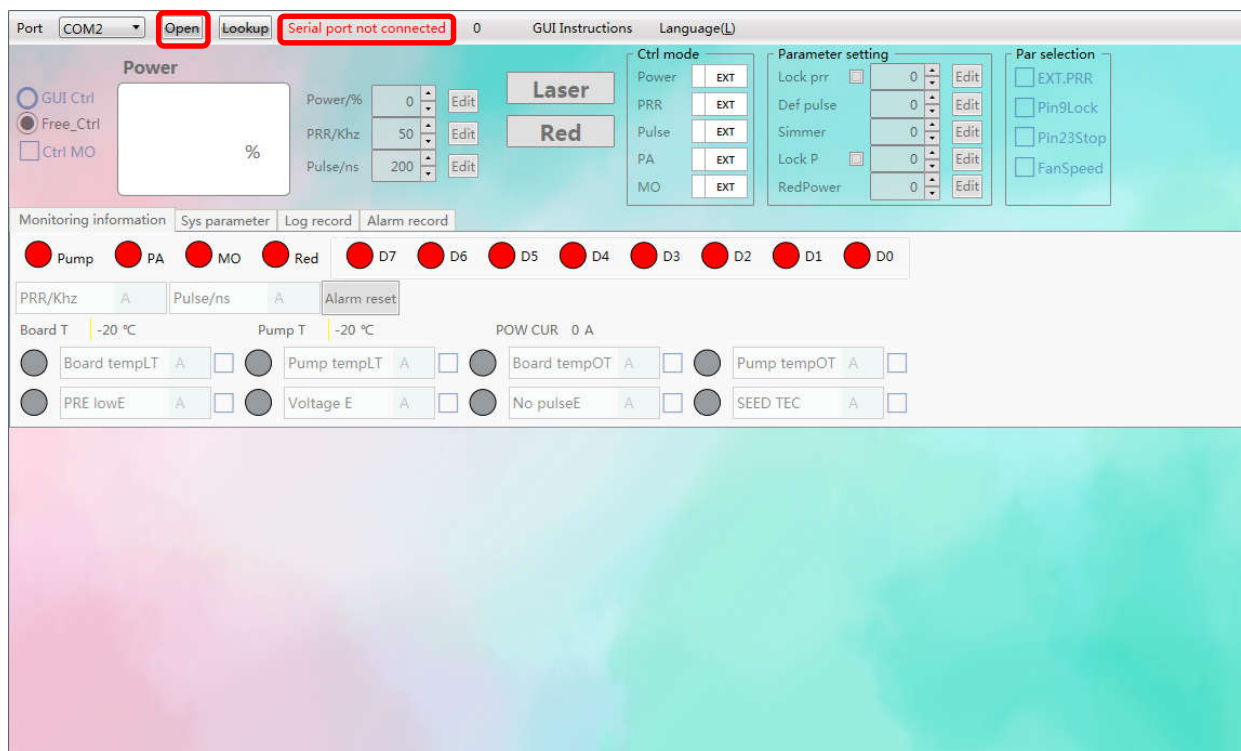 Port COM2 Open Lookup Serial port not connected 0 GUI Instructions Language(L)
Power
GUI Ctrl
Free_Ctrl
Ctrl MO
%
Power/% 0 Edit
PRR/Khz 50 Edit
Pulse/ns 200 Edit
Laser
Red
Ctrl mode
Power EXT
PRR EXT
Pulse EXT
PA EXT
MO EXT
Parameter setting
Lock prr 0 Edit
Def pulse 0 Edit
Simmer 0 Edit
Lock P 0 Edit
RedPower 0 Edit
Par selection
EXT.PRR
Pin9Lock
Pin23Stop
FanSpeed
Monitoring information Sys parameter Log record Alarm record
Pump PA MO Red D7 D6 D5 D4 D3 D2 D1 D0
PRR/Khz A Pulse/ns A Alarm reset
Board T -20 ℃ Pump T -20 ℃ POW CUR 0 A
Board tempLT A Pump tempLT A Board tempOT A Pump tempOT A
PRE lowE A Voltage E A No pulseE A SEED TEC A